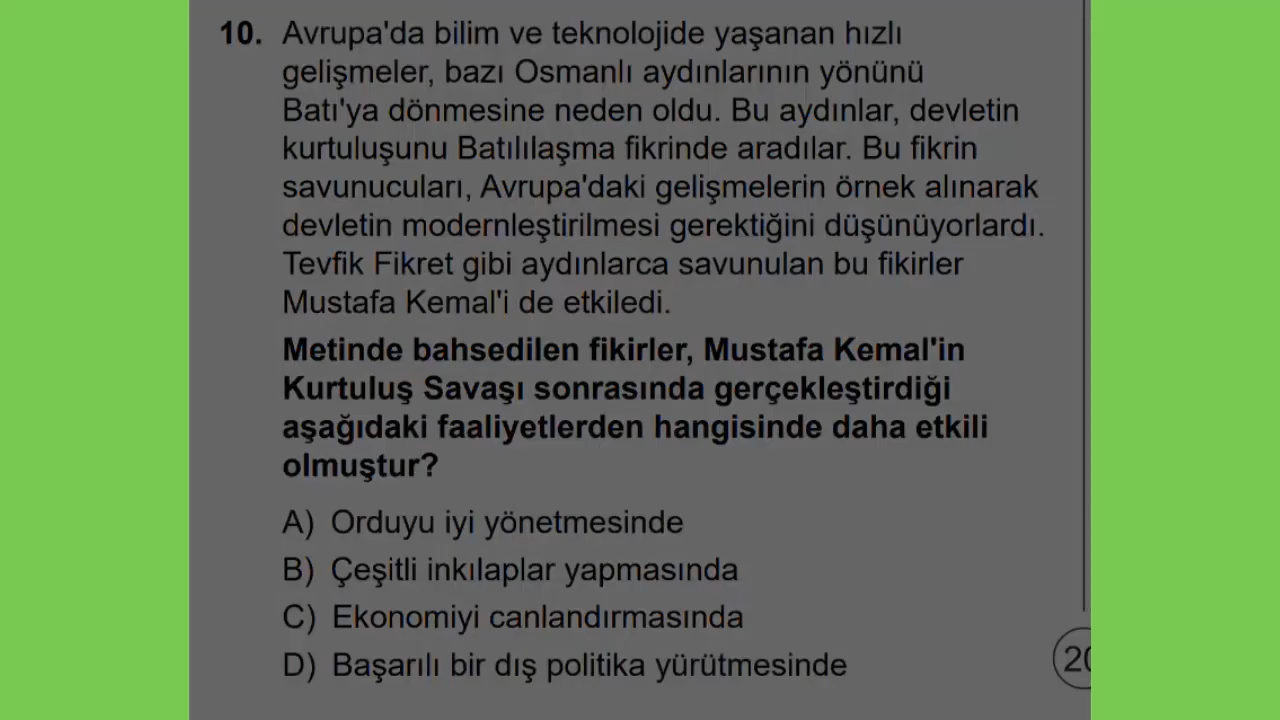 10. Avrupa'da bilim ve teknolojide yaşanan hızlı
gelişmeler, bazı Osmanlı aydınlarının yönünü
Batı'ya dönmesine neden oldu. Bu aydınlar, devletin
kurtuluşunu Batılılaşma fikrinde aradılar. Bu fikrin
savunucuları, Avrupa'daki gelişmelerin örnek alınarak
devletin modernleştirilmesi gerektiğini düşünüyorlardı.
Tevfik Fikret gibi aydınlarca savunulan bu fikirler
Mustafa Kemal'i de etkiledi.
Metinde bahsedilen fikirler, Mustafa Kemal'in
Kurtuluş Savaşı sonrasında gerçekleştirdiği
aşağıdaki faaliyetlerden hangisinde daha etkili
olmuştur?
A) Orduyu iyi yönetmesinde
B) Çeşitli inkılaplar yapmasında
C) Ekonomiyi canlandırmasında
D) Başarılı bir dış politika yürütmesinde